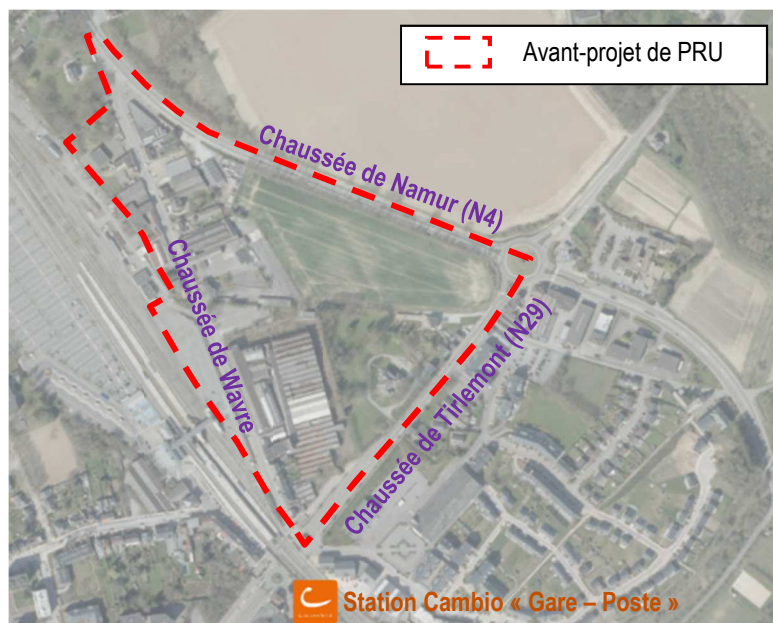 Avant-projet de PRU
Chaussée de Namur (N4)
Chaussée de Wavre
Chaussée de Tirlemont (N29)
Cambio
Station Cambio « Gare – Poste »